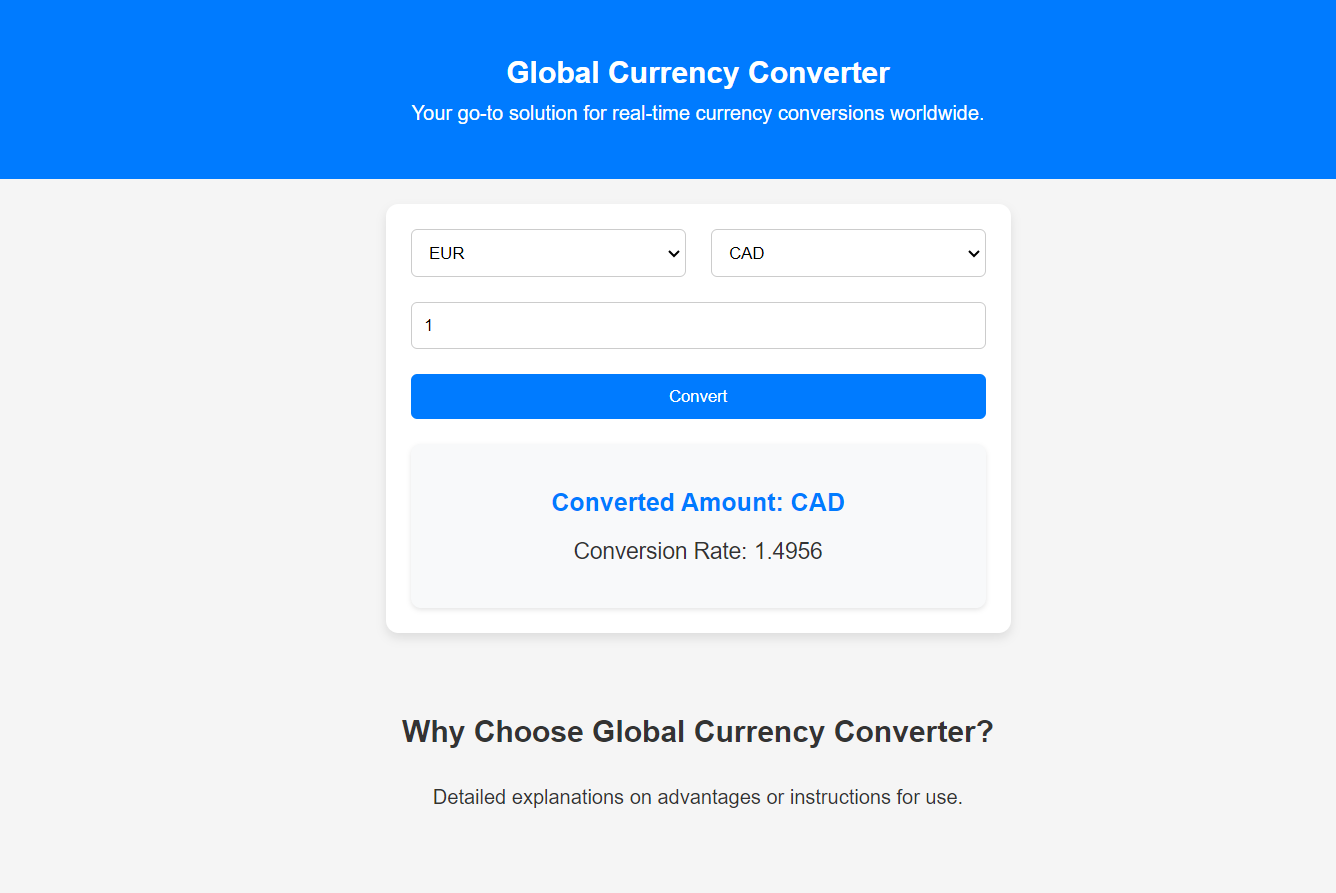 Global Currency Converter
Your go-to solution for real-time currency conversions worldwide.
EUR
CAD
1
Convert
Converted Amount: CAD
Conversion Rate: 1.4956
Why Choose Global Currency Converter?
Detailed explanations on advantages or instructions for use.